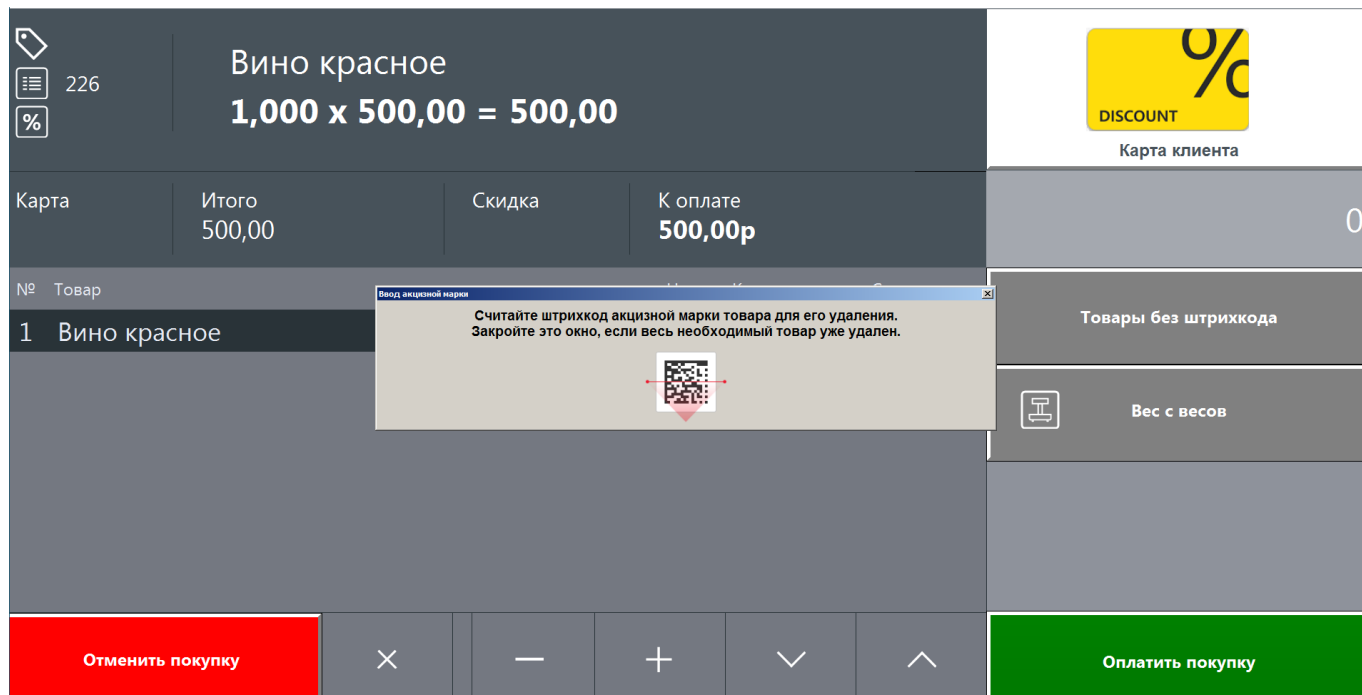 Вино красное
226
1,000 x 500,00 = 500,00
%
DISCOUNT
Карта клиента
Карта
Итого
500,00
Скидка
К оплате
500,00р
0
№ Товар
Ввод акцизной марки
Считайте штрихкод акцизной марки товара для его удаления.
Закройте это окно, если весь необходимый товар уже удален.
1 Вино красное
Товары без штрихкода
Вес с весов
Отменить покупку
Оплатить покупку